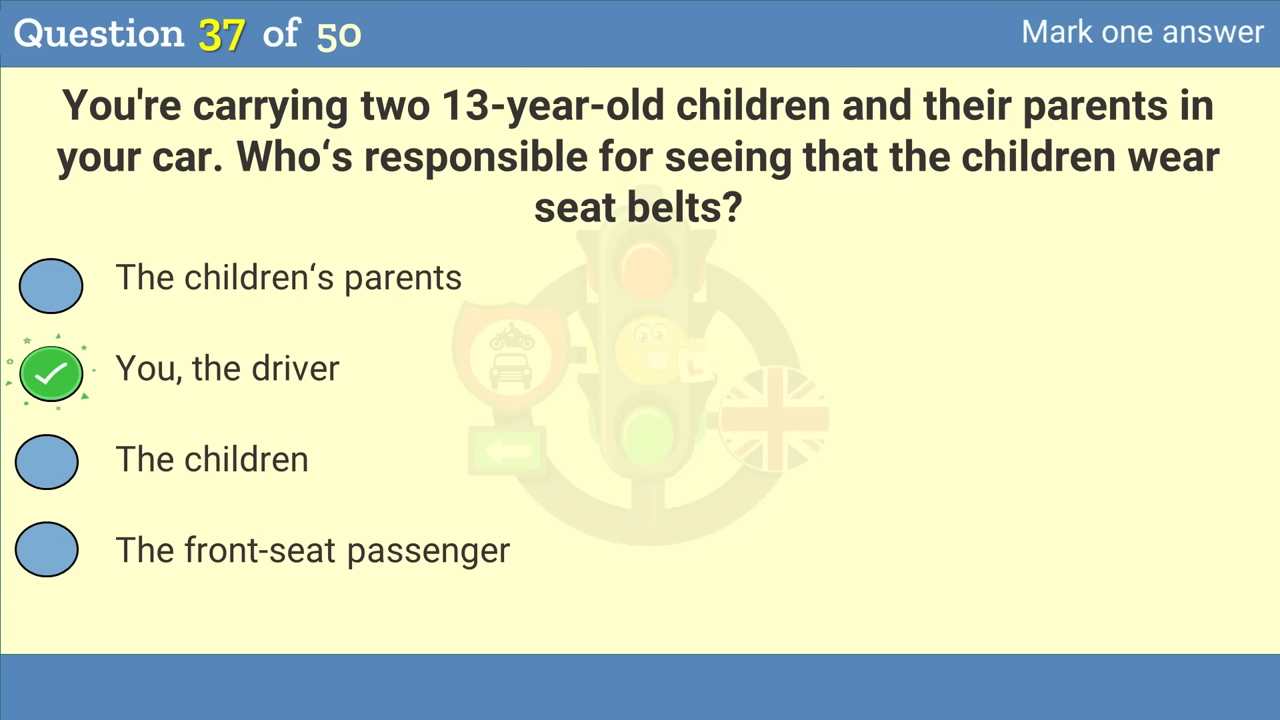 Question 37 of 50
Mark one answer
You're carrying two 13-year-old children and their parents in
your car. Who‘s responsible for seeing that the children wear
seat belts?
The children‘s parents
You, the driver
The children
The front-seat passenger